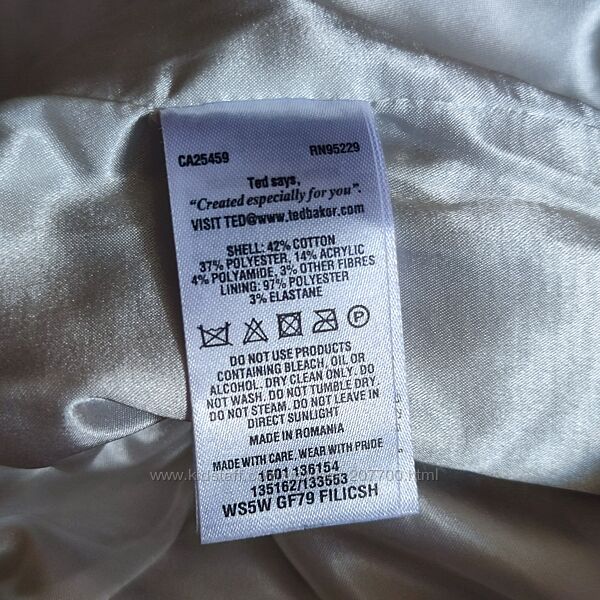 CA25459 RN95229
Ted says,
"Created especially for you".
VISIT TED@www.tedbakor.com
SHELL: 42% COTTON
37% POLYESTER, 14% ACRYLIC
4% POLYAMIDE, 3% OTHER FIBRES
LINING: 97% POLYESTER
3% ELASTANE
P
DO NOT USE PRODUCTS
CONTAINING BLEACH, OIL OR
ALCOHOL. DRY CLEAN ONLY. DO
NOT WASH. DO NOT TUMBLE DRY.
DO NOT STEAM. DO NOT LEAVE IN
DIRECT SUNLIGHT
MADE IN ROMANIA
MADE WITH CARE, WEAR WITH PRIDE
1601 136154
135162/133553
WS5W GF79 FILICSH